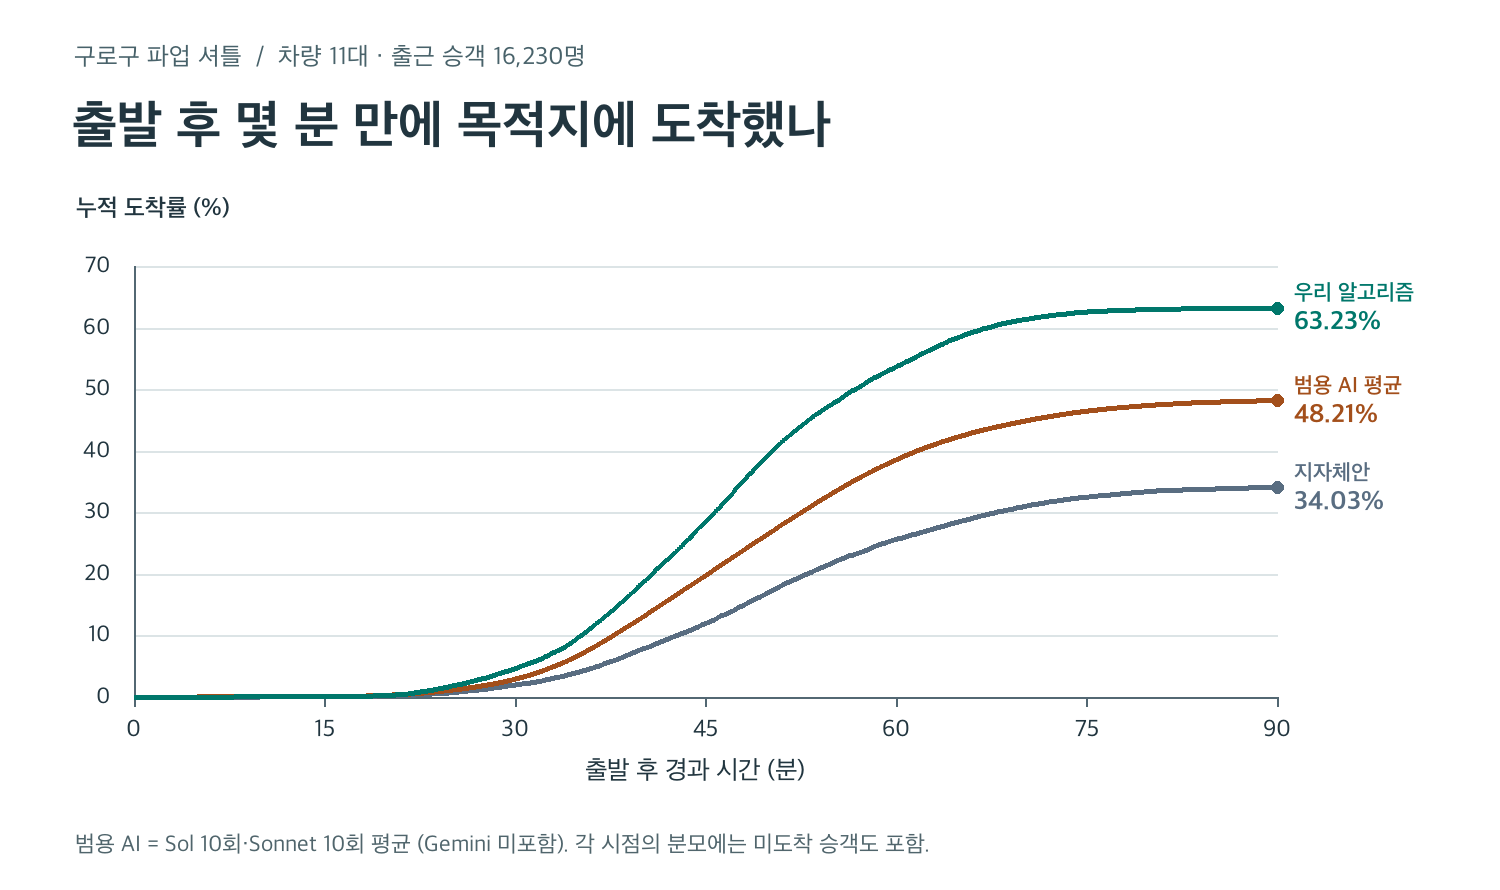 구로구 파업 셔틀 / 차량 11대 · 출근 승객 16,230명
출발 후 몇 분 만에 목적지에 도착했나
누적 도착률 (%)
70
60
50
40
30
20
10
0
우리 알고리즘
63.23%
범용 AI 평균
48.21%
지자체안
34.03%
0 15 30 45 60 75 90
출발 후 경과 시간 (분)
범용 AI = Sol 10회·Sonnet 10회 평균 (Gemini 미포함). 각 시점의 분모에는 미도착 승객도 포함.